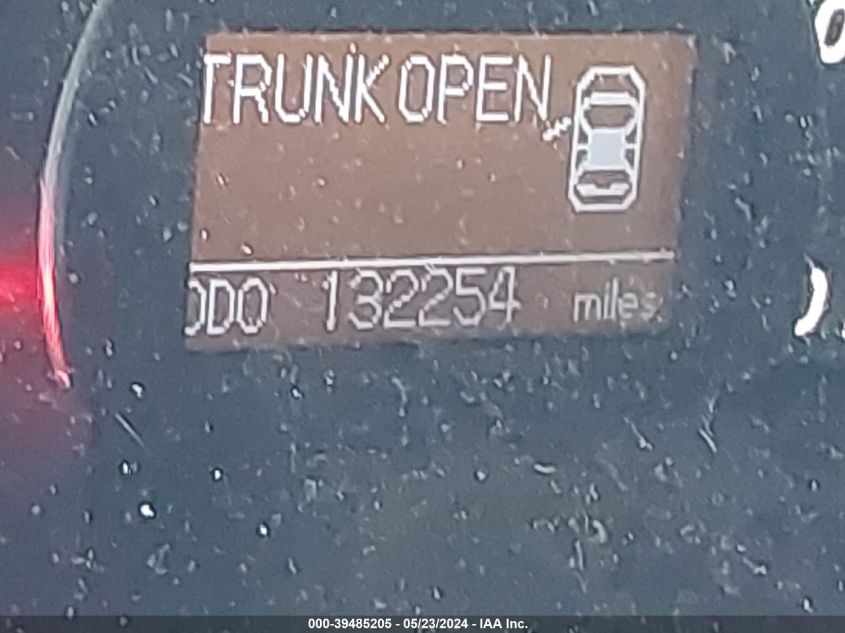 TRUNK OPEN
ODO 132254 miles
000-39485205 - 05/23/2024 - IAA Inc.